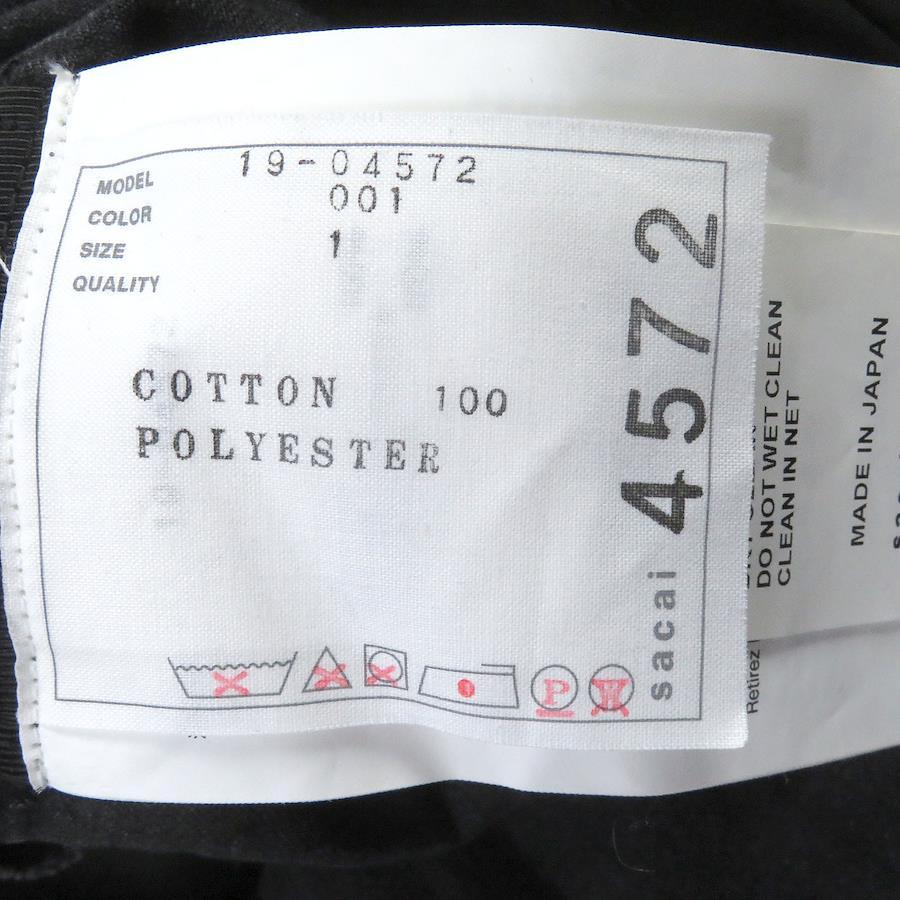 MODEL 19-04572
COLOR 001
SIZE 1
QUALITY
COTTON 100
POLYESTER
P
W
sacai 4572
DO NOT WET CLEAN
CLEAN IN NET
MADE IN JAPAN
Retirez